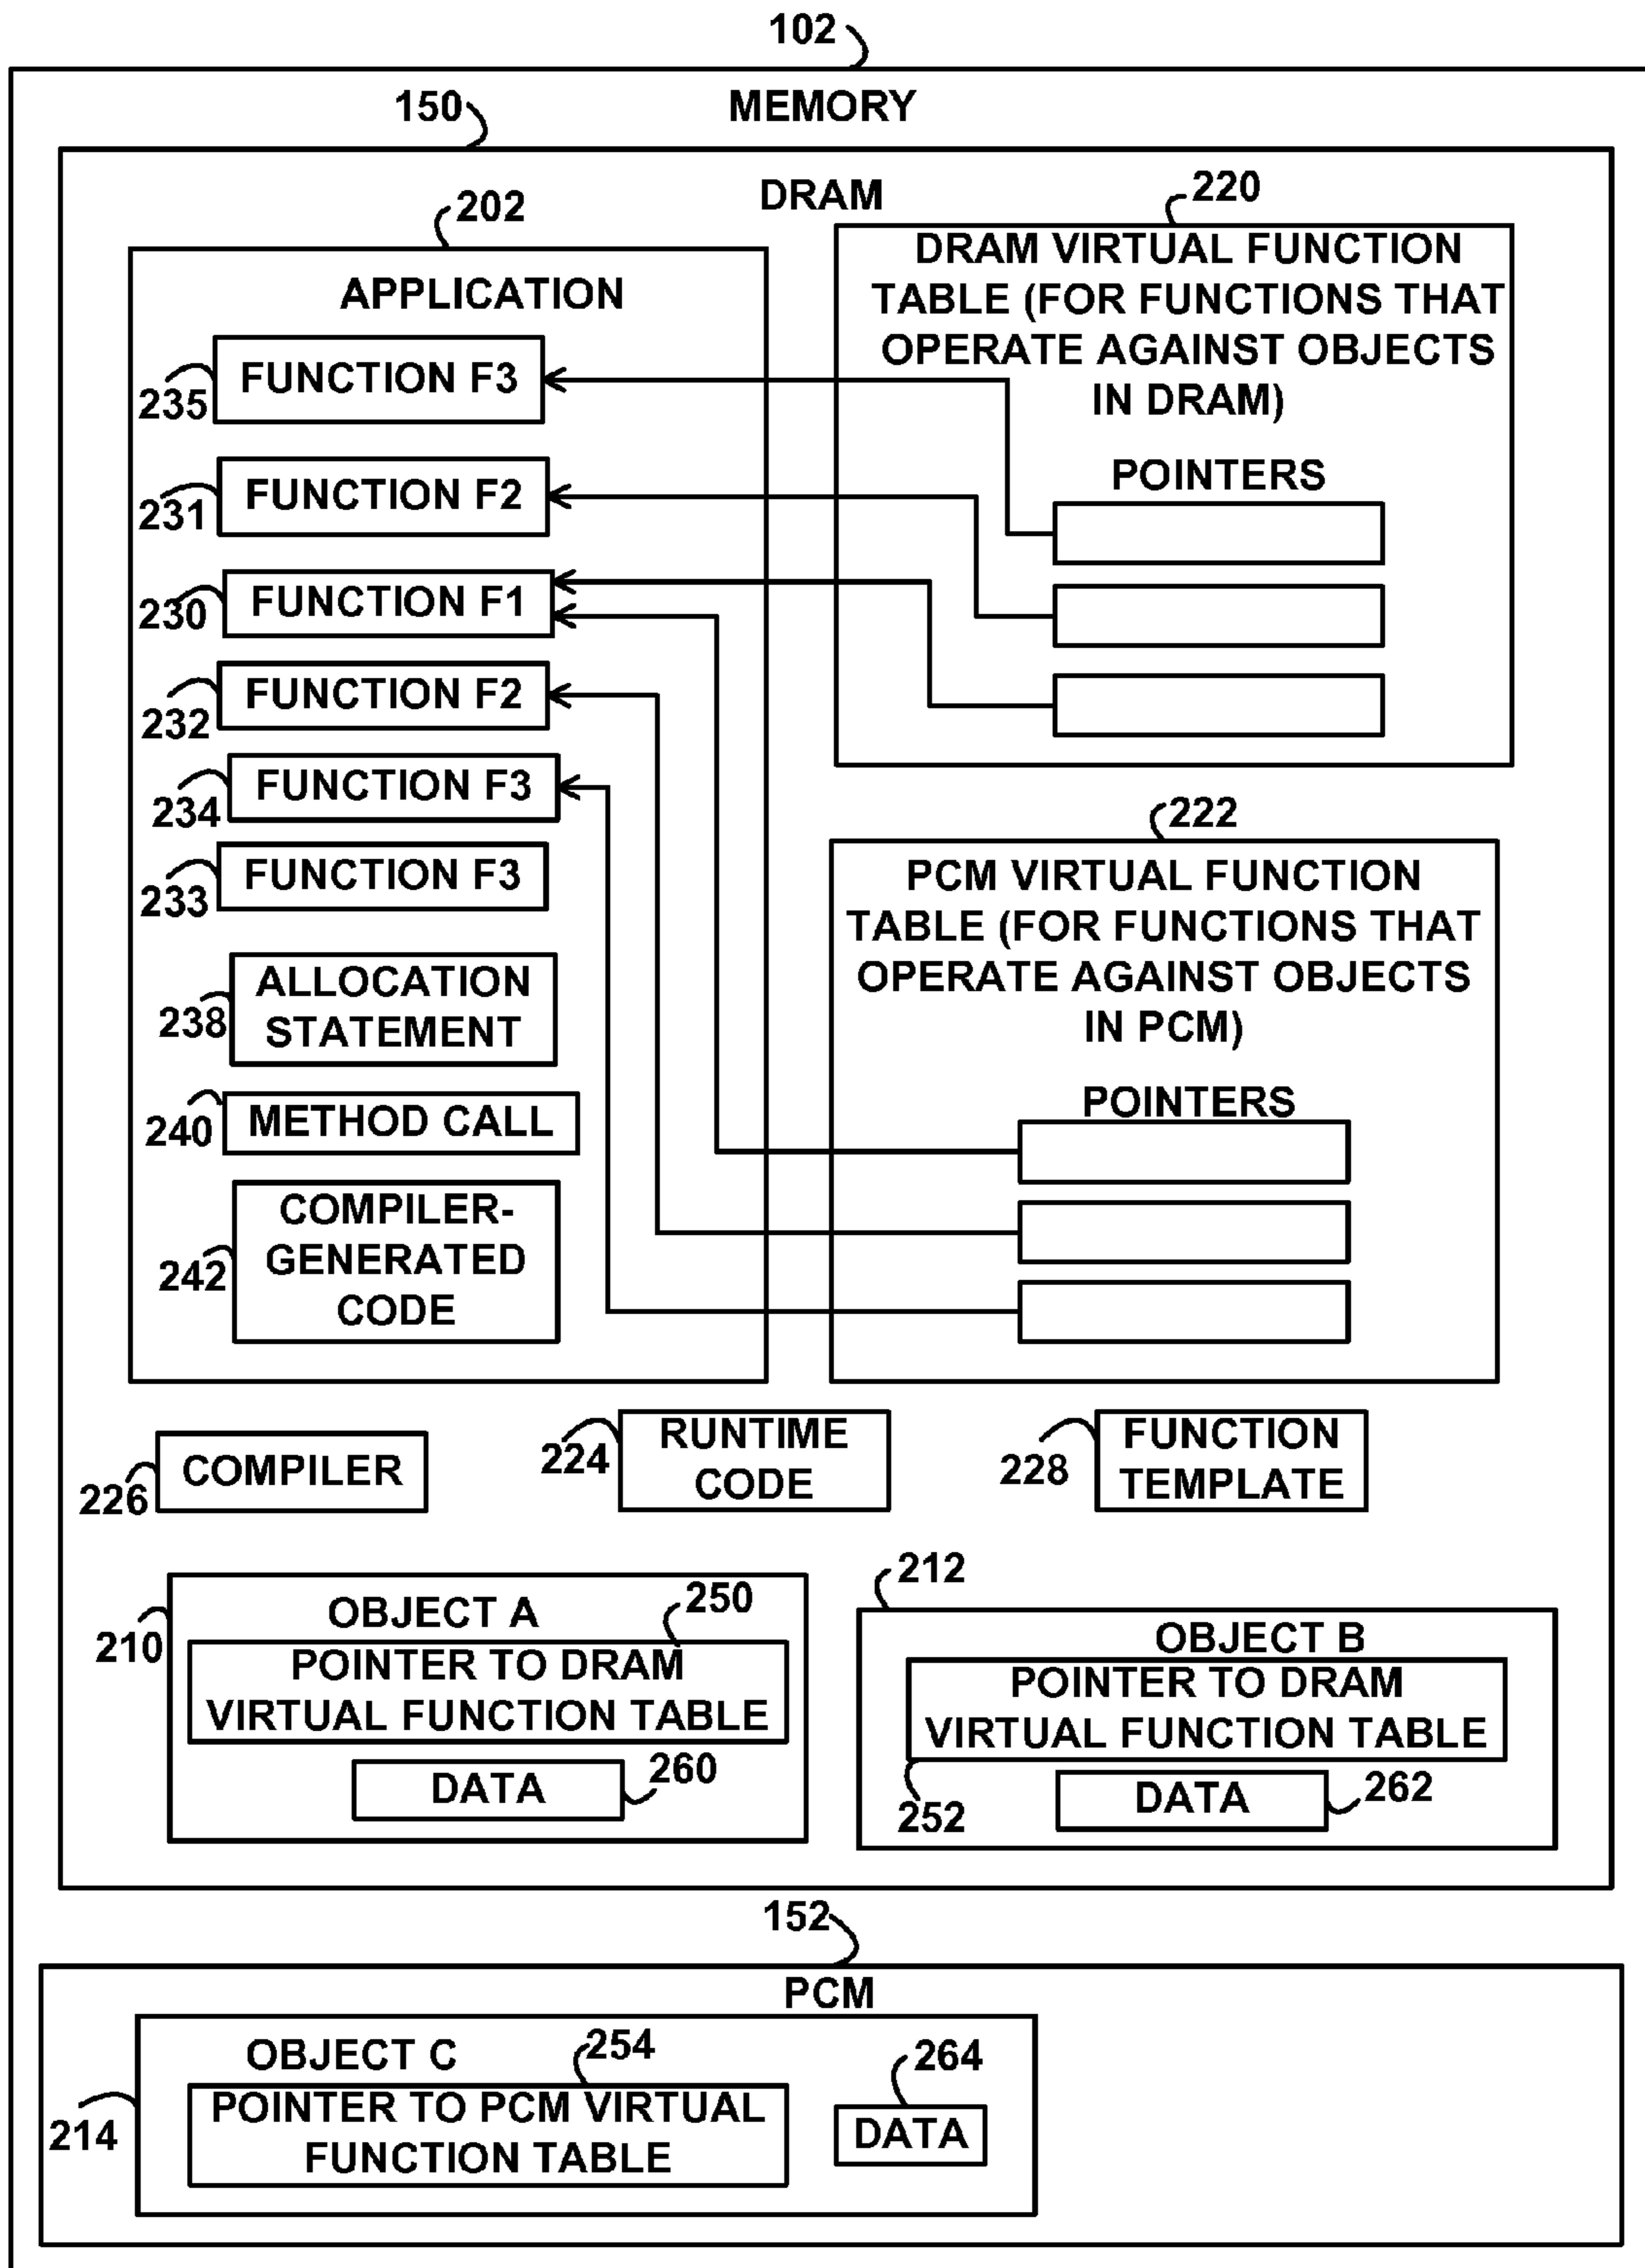 102
MEMORY
150
DRAM
202
APPLICATION
235
FUNCTION F3
231
FUNCTION F2
230
FUNCTION F1
232
FUNCTION F2
234
FUNCTION F3
233
FUNCTION F3
238
ALLOCATION
STATEMENT
240
METHOD CALL
242
COMPILER-
GENERATED
CODE
220
DRAM VIRTUAL FUNCTION
TABLE (FOR FUNCTIONS THAT
OPERATE AGAINST OBJECTS
IN DRAM)
POINTERS
222
PCM VIRTUAL FUNCTION
TABLE (FOR FUNCTIONS THAT
OPERATE AGAINST OBJECTS
IN PCM)
POINTERS
226
COMPILER
224
RUNTIME
CODE
228
FUNCTION
TEMPLATE
210
OBJECT A
250
POINTER TO DRAM
VIRTUAL FUNCTION TABLE
DATA
260
212
OBJECT B
POINTER TO DRAM
VIRTUAL FUNCTION TABLE
252
DATA
262
152
PCM
214
OBJECT C
254
POINTER TO PCM VIRTUAL
FUNCTION TABLE
264
DATA